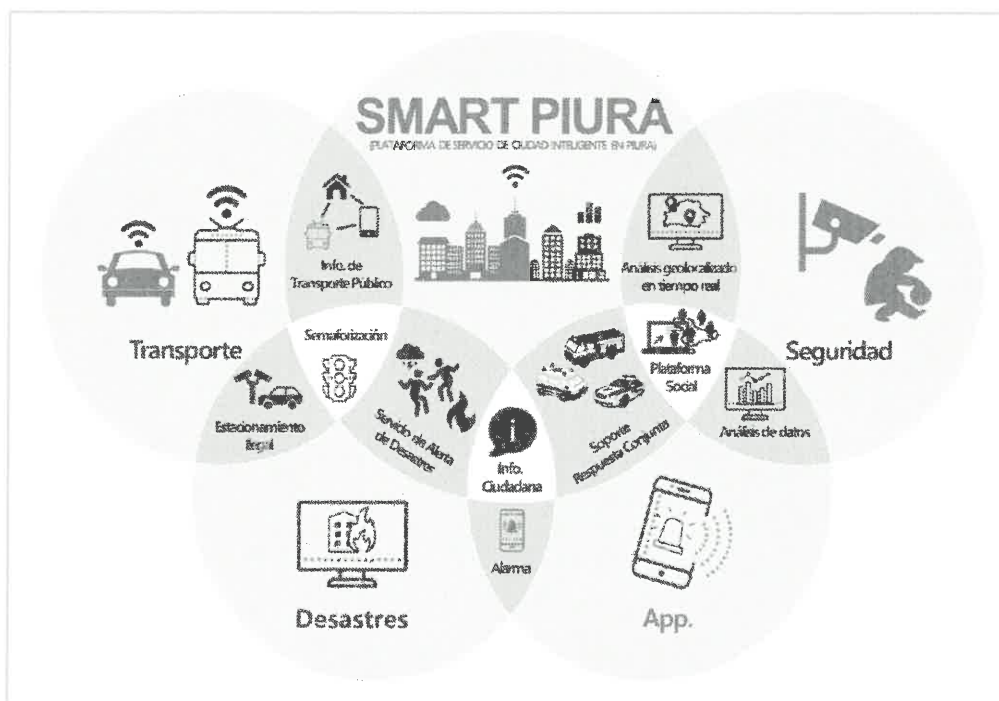 SMART PIURA
(PLATAFORMA DE SERVICIO DE CIUDAD INTELIGENTE EN PIURA)
Info. de
Transporte Público
Análisis geolocalizado
en tiempo real
Transporte
Semaforización
Plataforma
Social
Seguridad
Estacionamiento
ilegal
Servicio de Alerta
de Desastres
Info.
Ciudadana
Soporte
Respuesta Conjunta
Análisis de datos
Alarma
Desastres
App.